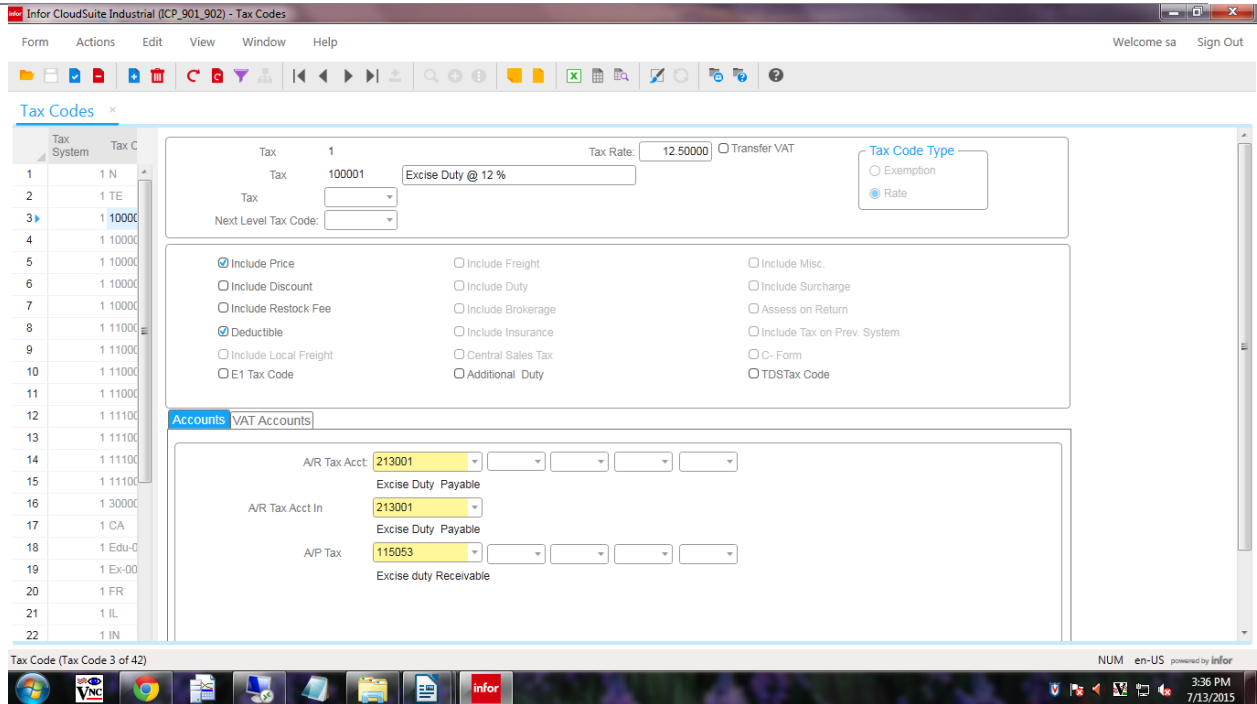 Infor CloudSuite Industrial (ICP_901_902) - Tax Codes
Form Actions Edit View Window Help Welcome sa Sign Out
Tax Codes
Tax System Tax C
1 1 N
2 1 TE
3 1 10000
4 1 10000
5 1 10000
6 1 10000
7 1 10000
8 1 11000
9 1 11000
10 1 11000
11 1 11000
12 1 11100
13 1 11100
14 1 11100
15 1 11100
16 1 30000
17 1 CA
18 1 Edu-0
19 1 Ex-00
20 1 FR
21 1 IL
22 1 IN
Tax 1 Tax Rate: 12.50000 Transfer VAT
Tax 100001 Excise Duty @ 12 %
Tax
Next Level Tax Code:
Tax Code Type
Exemption
Rate
Include Price Include Freight Include Misc.
Include Discount Include Duty Include Surcharge
Include Restock Fee Include Brokerage Assess on Return
Deductible Include Insurance Include Tax on Prev. System
Include Local Freight Central Sales Tax C- Form
E1 Tax Code Additional Duty TDSTax Code
Accounts VAT Accounts
A/R Tax Acct: 213001
Excise Duty Payable
A/R Tax Acct In 213001
Excise Duty Payable
A/P Tax 115053
Excise duty Receivable
Tax Code (Tax Code 3 of 42) NUM en-US powered by infor
VNC infor 3:36 PM
7/13/2015